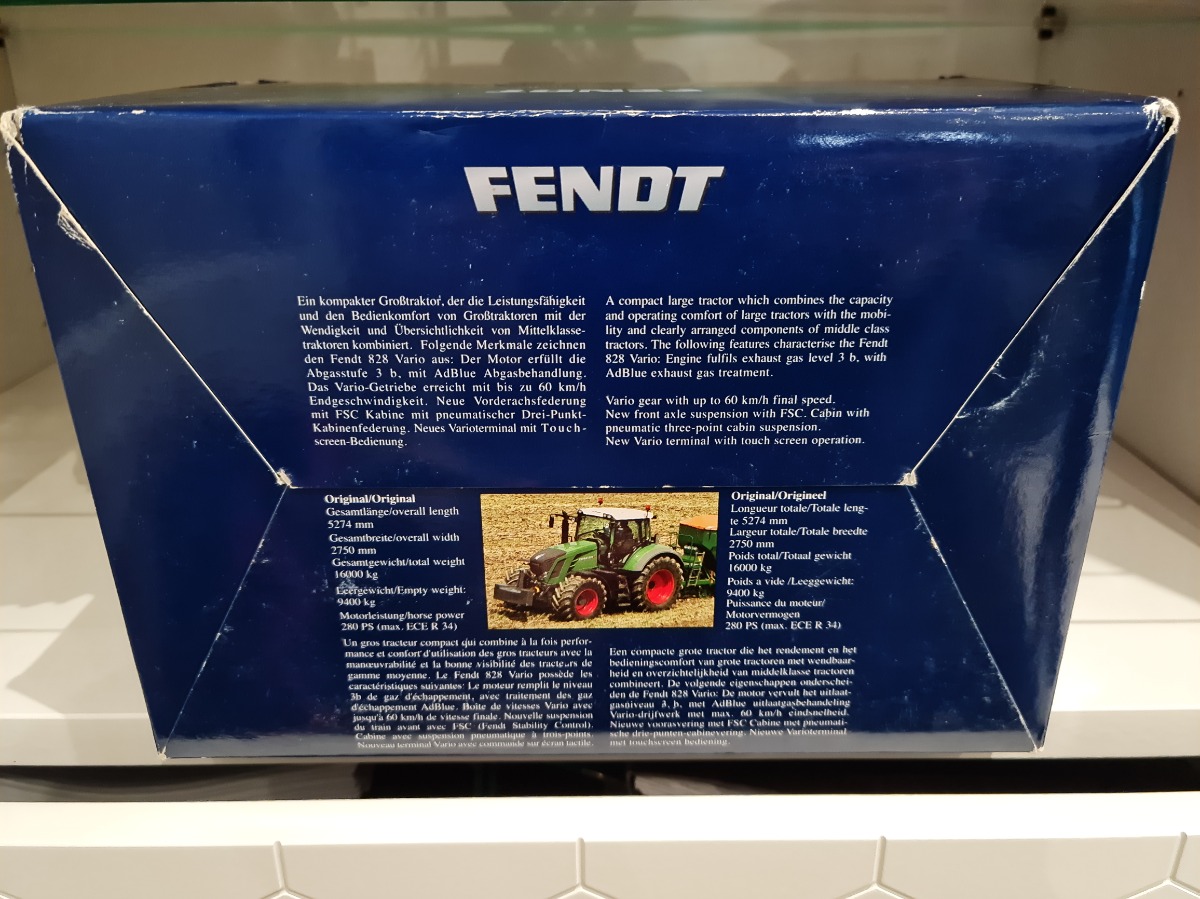 FENDT
Ein kompakter Großtraktor, der die Leistungsfähigkeit
und den Bedienkomfort von Großtraktoren mit der
Wendigkeit und Übersichtlichkeit von Mittelklasse-
traktoren kombiniert. Folgende Merkmale zeichnen
den Fendt 828 Vario aus: Der Motor erfüllt die
Abgasstufe 3 b, mit AdBlue Abgasbehandlung.
Das Vario-Getriebe erreicht mit bis zu 60 km/h
Endgeschwindigkeit. Neue Vorderachsfederung
mit FSC Kabine mit pneumatischer Drei-Punkt-
Kabinenfederung. Neues Varioterminal mit Touch-
screen-Bedienung.
A compact large tractor which combines the capacity
and operating comfort of large tractors with the mobi-
lity and clearly arranged components of middle class
tractors. The following features characterise the Fendt
828 Vario: Engine fulfils exhaust gas level 3 b, with
AdBlue exhaust gas treatment.
Vario gear with up to 60 km/h final speed.
New front axle suspension with FSC. Cabin with
pneumatic three-point cabin suspension.
New Vario terminal with touch screen operation.
Original/Original
Gesamtlänge/overall length
5274 mm
Gesamtbreite/overall width
2750 mm
Gesamtgewicht/total weight
16000 kg
Leergewicht/Empty weight:
9400 kg
Motorleistung/horse power
280 PS (max. ECE R 34)
Original/Origineel
Longueur totale/Totale leng-
te 5274 mm
Largeur totale/Totale breedte
2750 mm
Poids total/Totaal gewicht
16000 kg
Poids a vide /Leeggewicht:
9400 kg
Puissance du moteur/
Motorvermogen
280 PS (max. ECE R 34)
Un gros tracteur compact qui combine à la fois perfor-
mance et confort d'utilisation des gros tracteurs avec la
manœuvrabilité et la bonne visibilité des tracteurs de
gamme moyenne. Le Fendt 828 Vario possède les
caractéristiques suivantes: Le moteur remplit le niveau
3b de gaz d'échappement, avec traitement des gaz
d'échappement AdBlue. Boîte de vitesses Vario avec
jusqu'à 60 km/h de vitesse finale. Nouvelle suspension
du train avant avec FSC (Fendt Stability Control).
Cabine avec suspension pneumatique à trois-points.
Nouveau terminal Vario avec commande sur écran tactile.
Een compacte grote tractor die het rendement en het
bedieningscomfort van grote tractoren met wendbaar-
heid en overzichtelijkheid van middelklasse tractoren
combineert. De volgende eigenschappen onderschei-
den de Fendt 828 Vario: De motor vervult het uitlaat-
gasniveau 3 b, met AdBlue uitlaatgasbehandeling
Vario-drijfwerk met max. 60 km/h eindsnelheid.
Nieuwe voorasvering met FSC Cabine met pneumati-
sche drie-punten-cabinevering. Nieuwe Varioterminal
met touchscreen bediening.